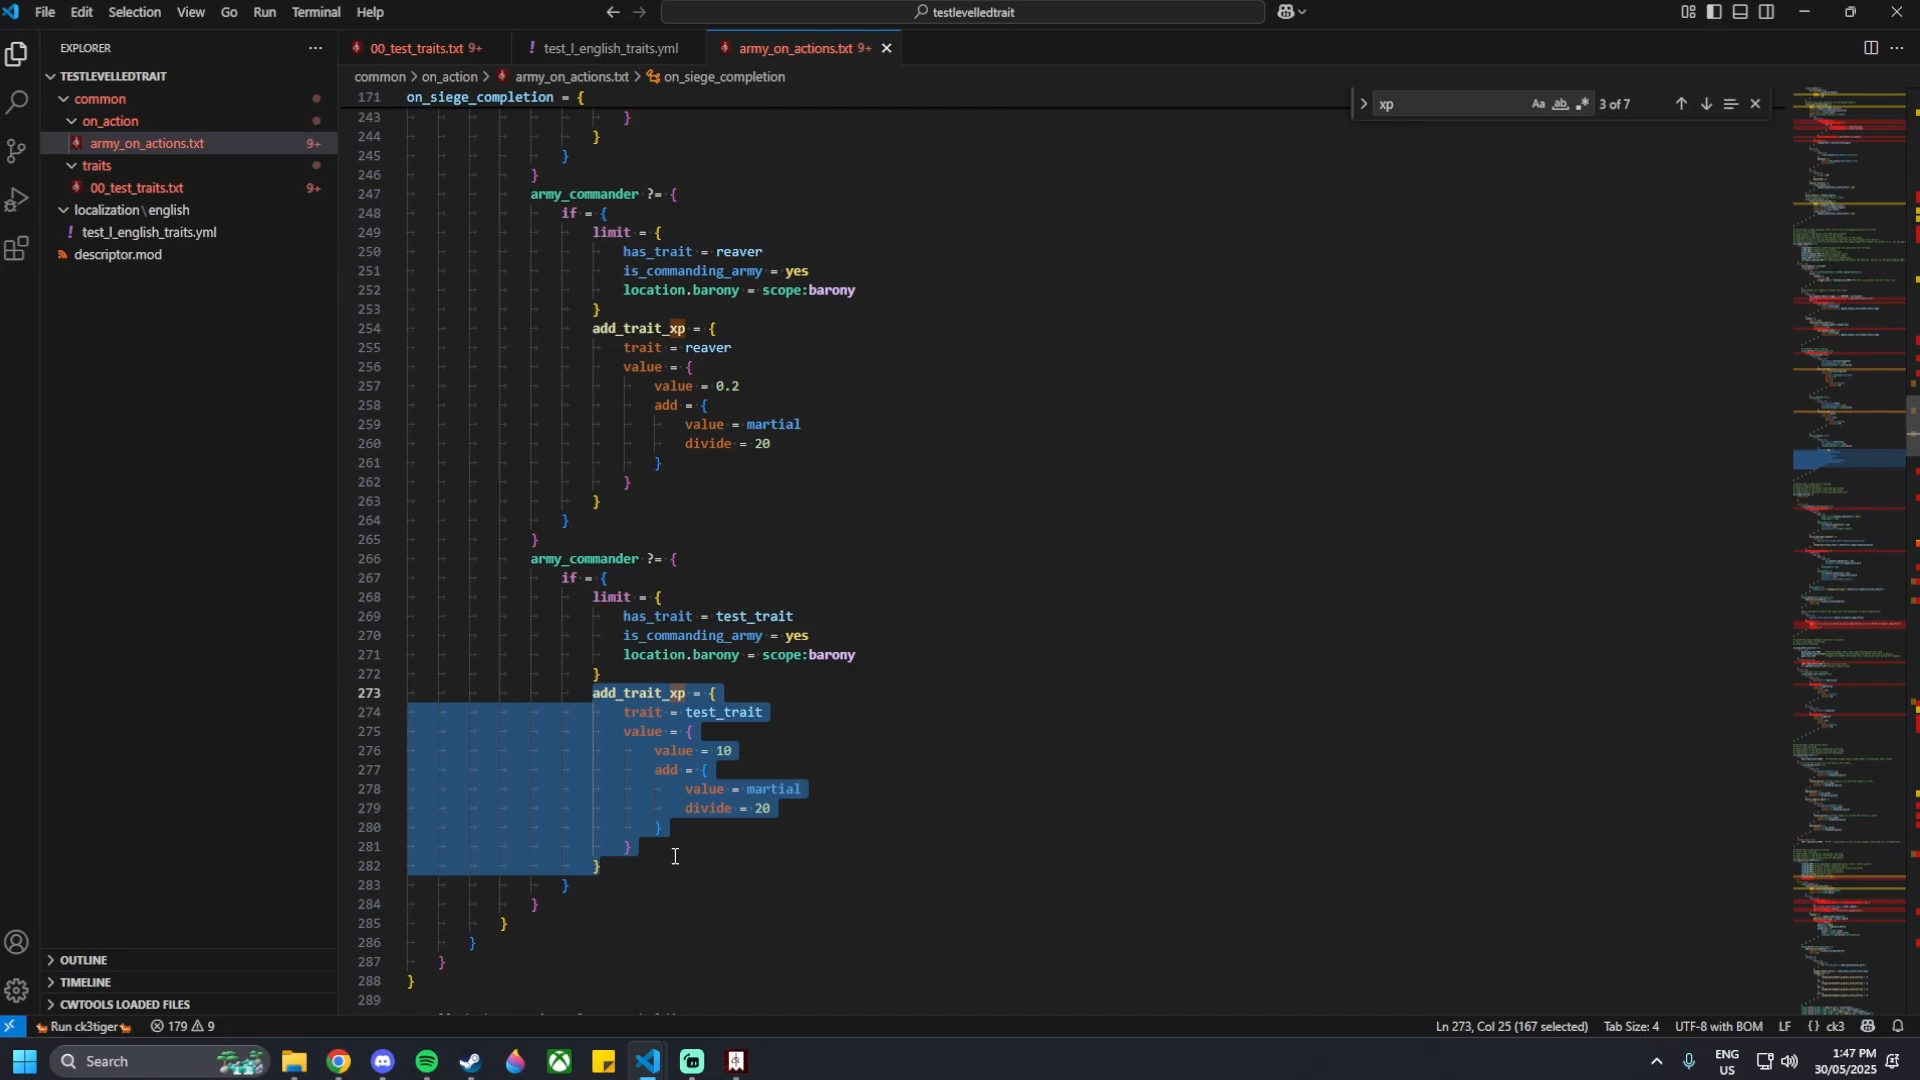 File Edit Selection View Go Run Terminal Help
testlevelledtrait
EXPLORER
TESTLEVELLEDTRAIT
common
on_action
army_on_actions.txt 9+
traits
00_test_traits.txt 9+
localization\english
test_l_english_traits.yml
descriptor.mod
OUTLINE
TIMELINE
CWTOOLS LOADED FILES
00_test_traits.txt 9+
test_l_english_traits.yml
army_on_actions.txt 9+
common > on_action > army_on_actions.txt > on_siege_completion
xp
Aa ab 3 of 7
171 on_siege_completion = {
243 }
244 }
245 }
246 }
247 army_commander ?= {
248 if = {
249 limit = {
250 has_trait = reaver
251 is_commanding_army = yes
252 location.barony = scope:barony
253 }
254 add_trait_xp = {
255 trait = reaver
256 value = {
257 value = 0.2
258 add = {
259 value = martial
260 divide = 20
261 }
262 }
263 }
264 }
265 }
266 army_commander ?= {
267 if = {
268 limit = {
269 has_trait = test_trait
270 is_commanding_army = yes
271 location.barony = scope:barony
272 }
273 add_trait_xp = {
274 trait = test_trait
275 value = {
276 value = 10
277 add = {
278 value = martial
279 divide = 20
280 }
281 }
282 }
283 }
284 }
285 }
286 }
287 }
288 }
289
Run ck3tiger 179 9
Ln 273, Col 25 (167 selected) Tab Size: 4 UTF-8 with BOM LF {} ck3
Search
ENG
US
1:47 PM
30/05/2025